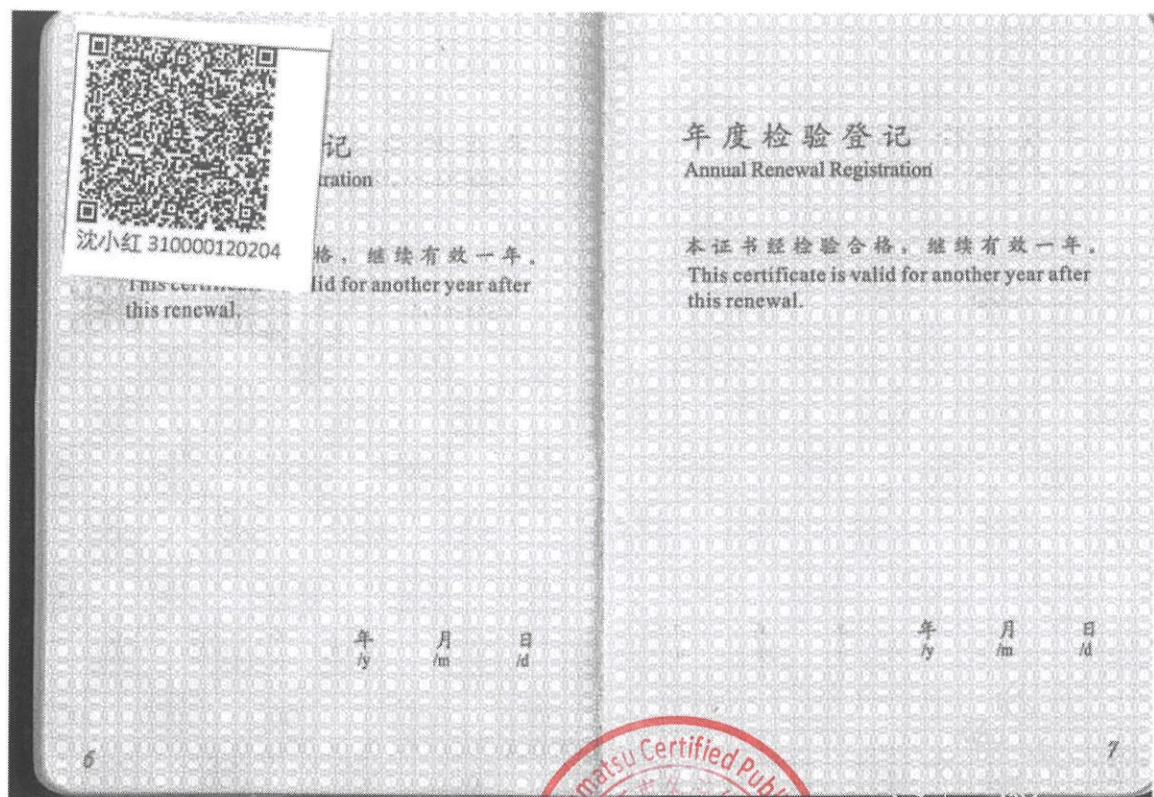 记
tration
沈小红 310000120204
格，继续有效一年。
This certificate lid for another year after
this renewal.
年 月 日
/y /m /d
6
年度检验登记
Annual Renewal Registration
本证书经检验合格，继续有效一年。
This certificate is valid for another year after
this renewal.
年 月 日
/y /m /d
7
matsu Certified Publ